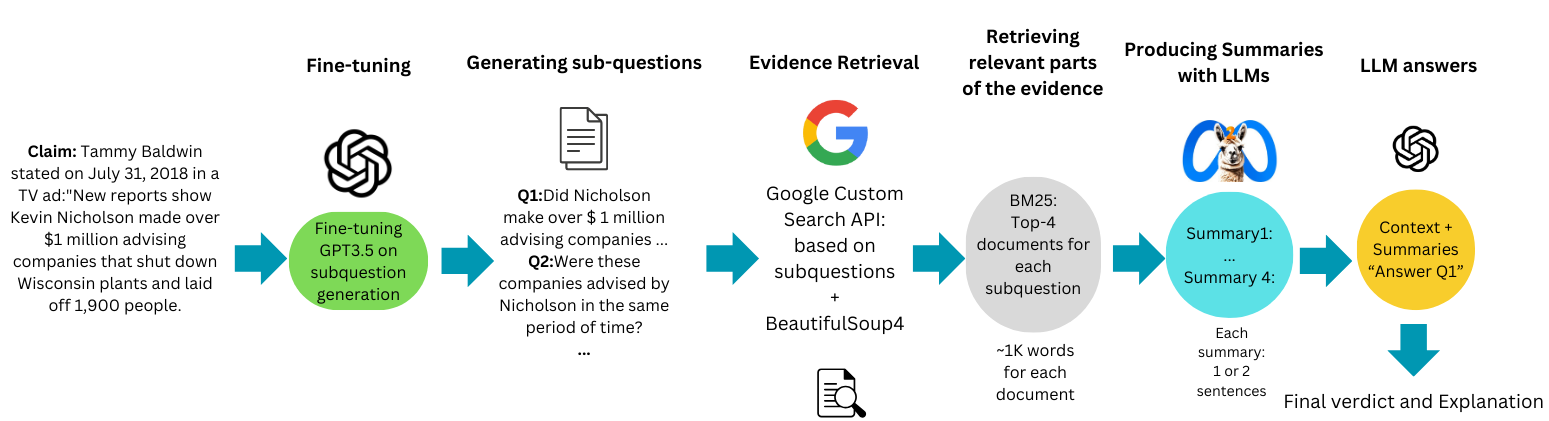 Claim: Tammy Baldwin
stated on July 31, 2018 in a
TV ad:"New reports show
Kevin Nicholson made over
$1 million advising
companies that shut down
Wisconsin plants and laid
off 1,900 people.
Fine-tuning
Fine-tuning
GPT3.5 on
subquestion
generation
Generating sub-questions
Q1:Did Nicholson
make over $ 1 million
advising companies ...
Q2:Were these
companies advised by
Nicholson in the same
period of time?
...
Evidence Retrieval
Google Custom
Search API:
based on
subquestions
+
BeautifulSoup4
Retrieving
relevant parts
of the evidence
BM25:
Top-4
documents for
each
subquestion
~1K words
for each
document
Producing Summaries
with LLMs
Summary1:
...
Summary 4:
Each
summary:
1 or 2
sentences
LLM answers
Context +
Summaries
“Answer Q1”
Final verdict and Explanation